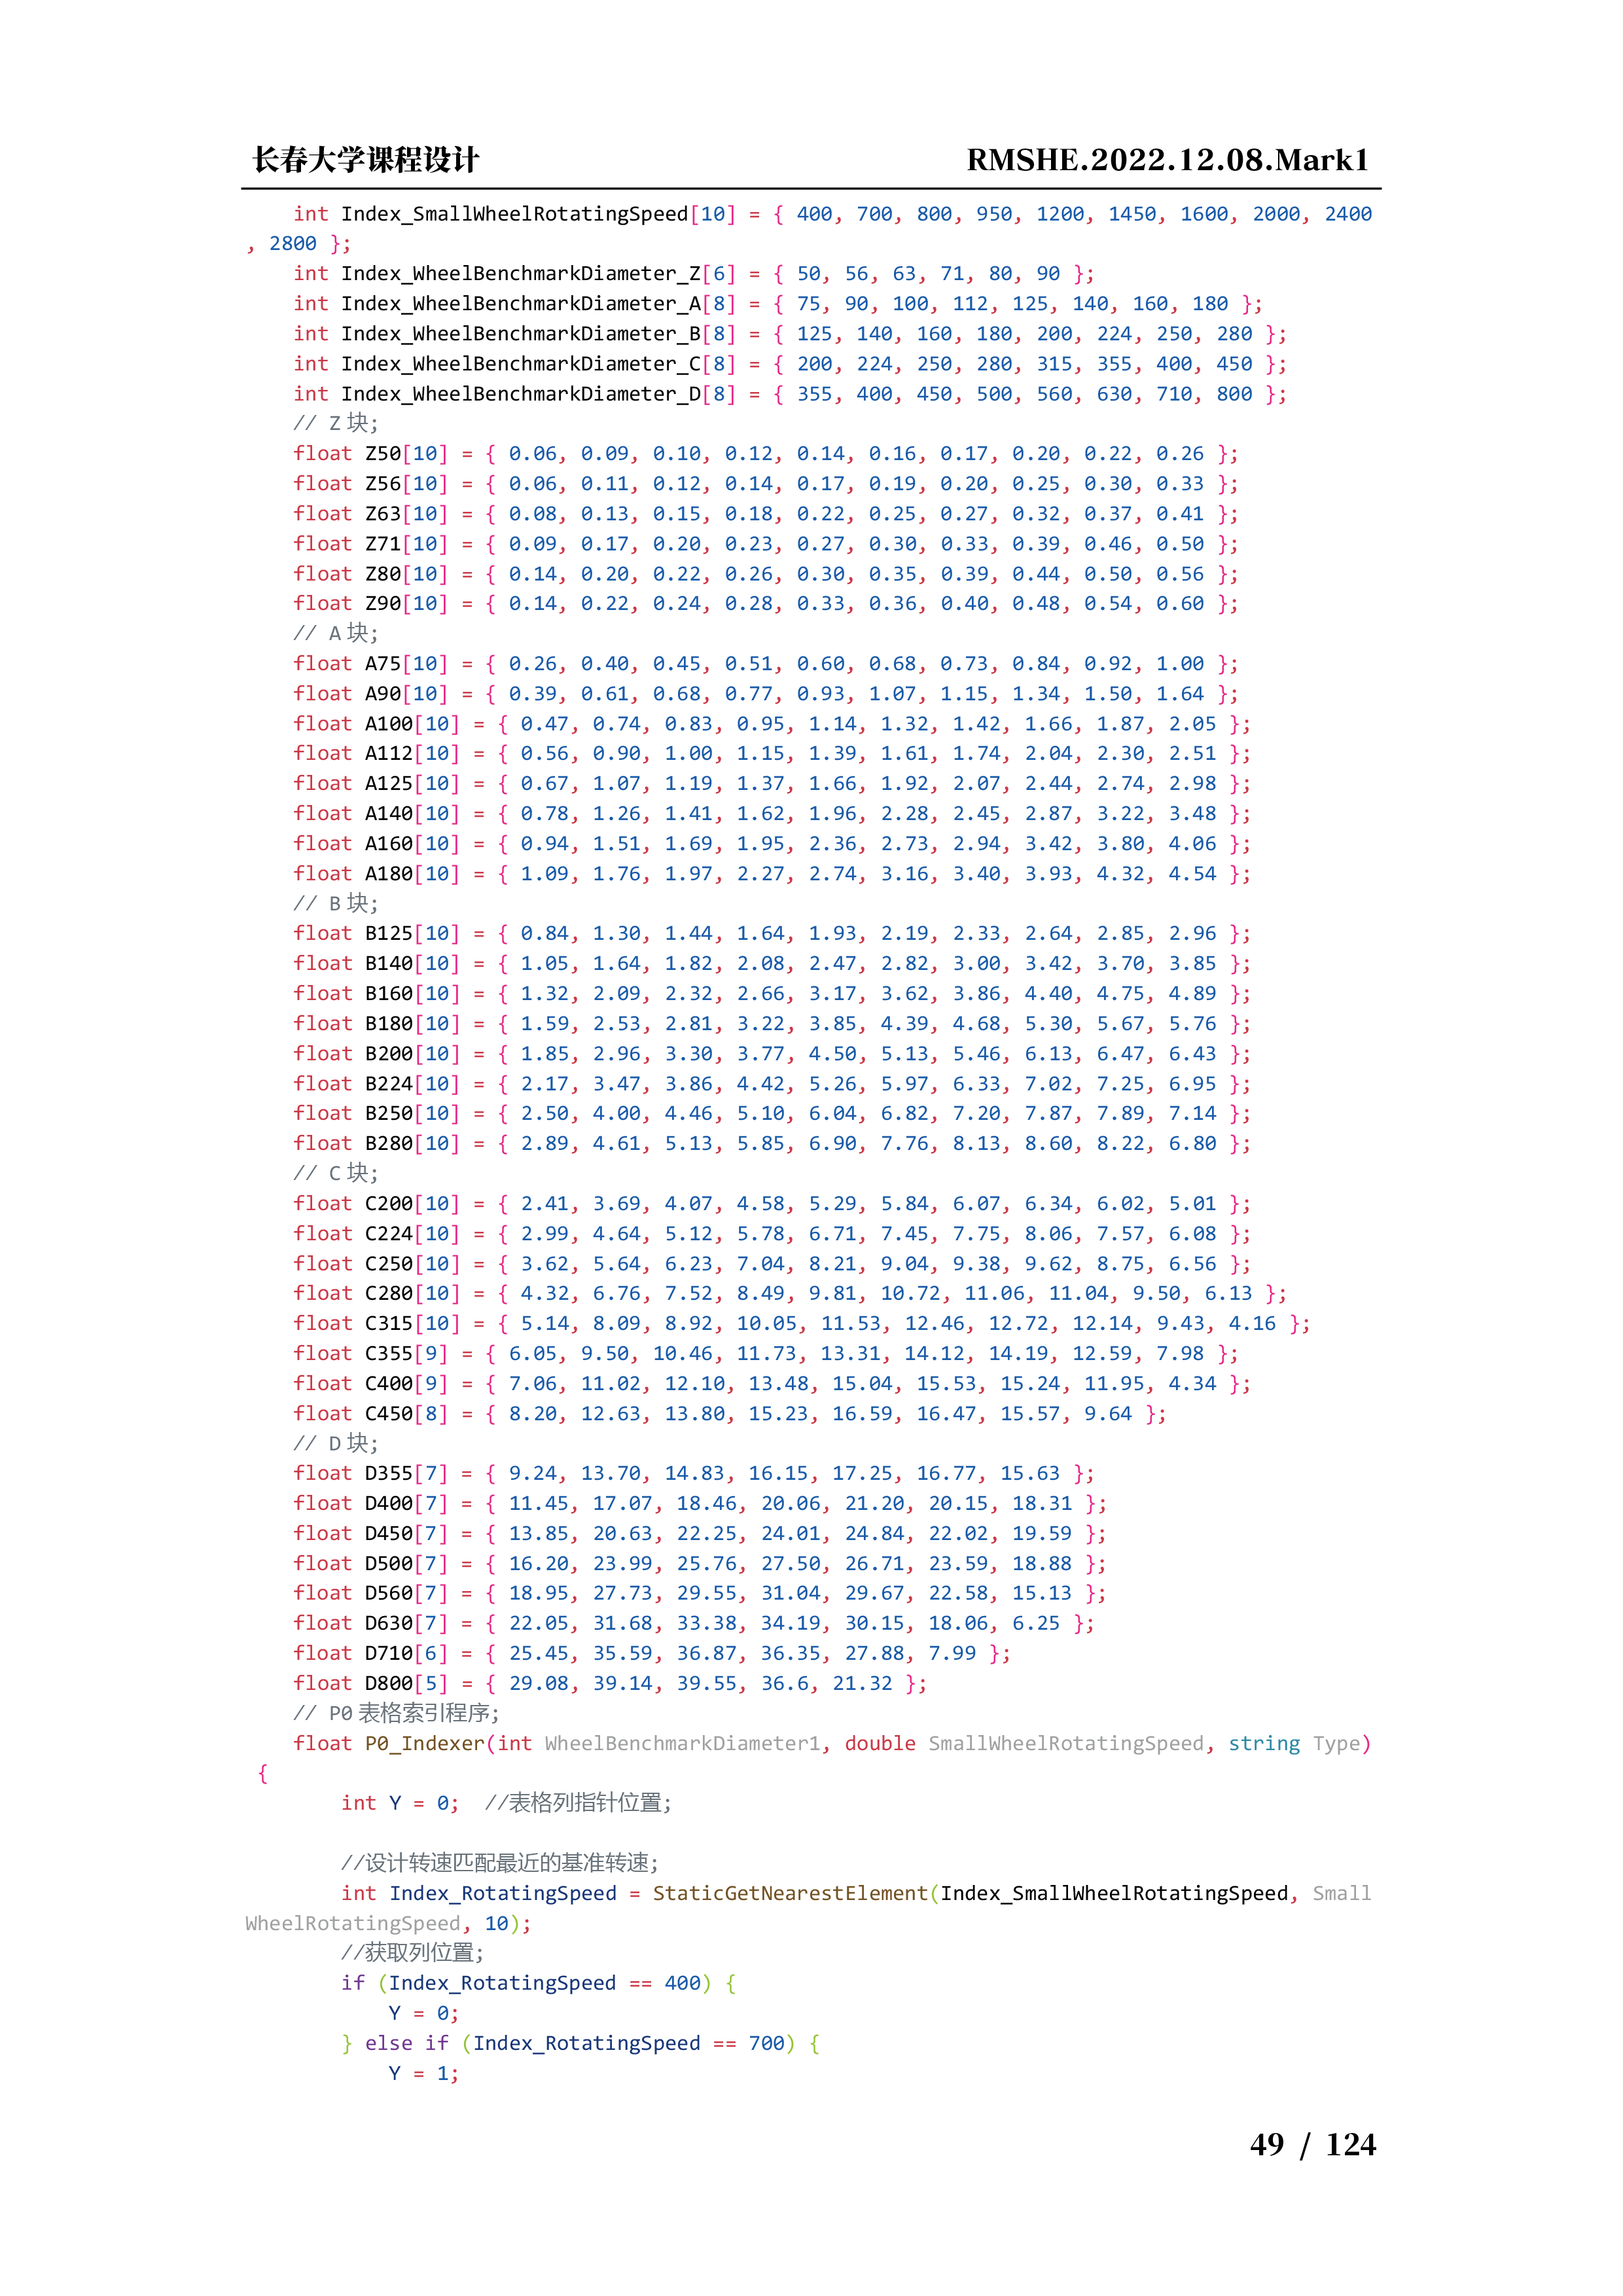 长春大学课程设计 RMSHE.2022.12.08.Mark1
int Index_SmallWheelRotatingSpeed[10] = { 400, 700, 800, 950, 1200, 1450, 1600, 2000, 2400
, 2800 };
int Index_WheelBenchmarkDiameter_Z[6] = { 50, 56, 63, 71, 80, 90 };
int Index_WheelBenchmarkDiameter_A[8] = { 75, 90, 100, 112, 125, 140, 160, 180 };
int Index_WheelBenchmarkDiameter_B[8] = { 125, 140, 160, 180, 200, 224, 250, 280 };
int Index_WheelBenchmarkDiameter_C[8] = { 200, 224, 250, 280, 315, 355, 400, 450 };
int Index_WheelBenchmarkDiameter_D[8] = { 355, 400, 450, 500, 560, 630, 710, 800 };
// Z 块;
float Z50[10] = { 0.06, 0.09, 0.10, 0.12, 0.14, 0.16, 0.17, 0.20, 0.22, 0.26 };
float Z56[10] = { 0.06, 0.11, 0.12, 0.14, 0.17, 0.19, 0.20, 0.25, 0.30, 0.33 };
float Z63[10] = { 0.08, 0.13, 0.15, 0.18, 0.22, 0.25, 0.27, 0.32, 0.37, 0.41 };
float Z71[10] = { 0.09, 0.17, 0.20, 0.23, 0.27, 0.30, 0.33, 0.39, 0.46, 0.50 };
float Z80[10] = { 0.14, 0.20, 0.22, 0.26, 0.30, 0.35, 0.39, 0.44, 0.50, 0.56 };
float Z90[10] = { 0.14, 0.22, 0.24, 0.28, 0.33, 0.36, 0.40, 0.48, 0.54, 0.60 };
// A 块;
float A75[10] = { 0.26, 0.40, 0.45, 0.51, 0.60, 0.68, 0.73, 0.84, 0.92, 1.00 };
float A90[10] = { 0.39, 0.61, 0.68, 0.77, 0.93, 1.07, 1.15, 1.34, 1.50, 1.64 };
float A100[10] = { 0.47, 0.74, 0.83, 0.95, 1.14, 1.32, 1.42, 1.66, 1.87, 2.05 };
float A112[10] = { 0.56, 0.90, 1.00, 1.15, 1.39, 1.61, 1.74, 2.04, 2.30, 2.51 };
float A125[10] = { 0.67, 1.07, 1.19, 1.37, 1.66, 1.92, 2.07, 2.44, 2.74, 2.98 };
float A140[10] = { 0.78, 1.26, 1.41, 1.62, 1.96, 2.28, 2.45, 2.87, 3.22, 3.48 };
float A160[10] = { 0.94, 1.51, 1.69, 1.95, 2.36, 2.73, 2.94, 3.42, 3.80, 4.06 };
float A180[10] = { 1.09, 1.76, 1.97, 2.27, 2.74, 3.16, 3.40, 3.93, 4.32, 4.54 };
// B 块;
float B125[10] = { 0.84, 1.30, 1.44, 1.64, 1.93, 2.19, 2.33, 2.64, 2.85, 2.96 };
float B140[10] = { 1.05, 1.64, 1.82, 2.08, 2.47, 2.82, 3.00, 3.42, 3.70, 3.85 };
float B160[10] = { 1.32, 2.09, 2.32, 2.66, 3.17, 3.62, 3.86, 4.40, 4.75, 4.89 };
float B180[10] = { 1.59, 2.53, 2.81, 3.22, 3.85, 4.39, 4.68, 5.30, 5.67, 5.76 };
float B200[10] = { 1.85, 2.96, 3.30, 3.77, 4.50, 5.13, 5.46, 6.13, 6.47, 6.43 };
float B224[10] = { 2.17, 3.47, 3.86, 4.42, 5.26, 5.97, 6.33, 7.02, 7.25, 6.95 };
float B250[10] = { 2.50, 4.00, 4.46, 5.10, 6.04, 6.82, 7.20, 7.87, 7.89, 7.14 };
float B280[10] = { 2.89, 4.61, 5.13, 5.85, 6.90, 7.76, 8.13, 8.60, 8.22, 6.80 };
// C 块;
float C200[10] = { 2.41, 3.69, 4.07, 4.58, 5.29, 5.84, 6.07, 6.34, 6.02, 5.01 };
float C224[10] = { 2.99, 4.64, 5.12, 5.78, 6.71, 7.45, 7.75, 8.06, 7.57, 6.08 };
float C250[10] = { 3.62, 5.64, 6.23, 7.04, 8.21, 9.04, 9.38, 9.62, 8.75, 6.56 };
float C280[10] = { 4.32, 6.76, 7.52, 8.49, 9.81, 10.72, 11.06, 11.04, 9.50, 6.13 };
float C315[10] = { 5.14, 8.09, 8.92, 10.05, 11.53, 12.46, 12.72, 12.14, 9.43, 4.16 };
float C355[9] = { 6.05, 9.50, 10.46, 11.73, 13.31, 14.12, 14.19, 12.59, 7.98 };
float C400[9] = { 7.06, 11.02, 12.10, 13.48, 15.04, 15.53, 15.24, 11.95, 4.34 };
float C450[8] = { 8.20, 12.63, 13.80, 15.23, 16.59, 16.47, 15.57, 9.64 };
// D 块;
float D355[7] = { 9.24, 13.70, 14.83, 16.15, 17.25, 16.77, 15.63 };
float D400[7] = { 11.45, 17.07, 18.46, 20.06, 21.20, 20.15, 18.31 };
float D450[7] = { 13.85, 20.63, 22.25, 24.01, 24.84, 22.02, 19.59 };
float D500[7] = { 16.20, 23.99, 25.76, 27.50, 26.71, 23.59, 18.88 };
float D560[7] = { 18.95, 27.73, 29.55, 31.04, 29.67, 22.58, 15.13 };
float D630[7] = { 22.05, 31.68, 33.38, 34.19, 30.15, 18.06, 6.25 };
float D710[6] = { 25.45, 35.59, 36.87, 36.35, 27.88, 7.99 };
float D800[5] = { 29.08, 39.14, 39.55, 36.6, 21.32 };
// P0 表格索引程序;
float P0_Indexer(int WheelBenchmarkDiameter1, double SmallWheelRotatingSpeed, string Type)
{
int Y = 0; //表格列指针位置;
//设计转速匹配最近的基准转速;
int Index_RotatingSpeed = StaticGetNearestElement(Index_SmallWheelRotatingSpeed, Small
WheelRotatingSpeed, 10);
//获取列位置;
if (Index_RotatingSpeed == 400) {
Y = 0;
} else if (Index_RotatingSpeed == 700) {
Y = 1;
49 / 124